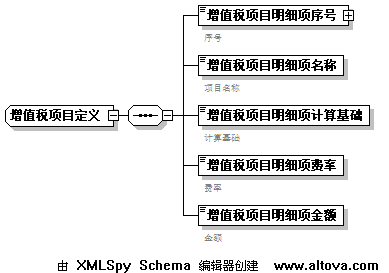 增值税项目明细项序号
序号
增值税项目明细项名称
项目名称
增值税项目定义
增值税项目明细项计算基础
计算基础
增值税项目明细项费率
费率
增值税项目明细项金额
金额
由 XMLSpy Schema 编辑器创建 www.altova.com